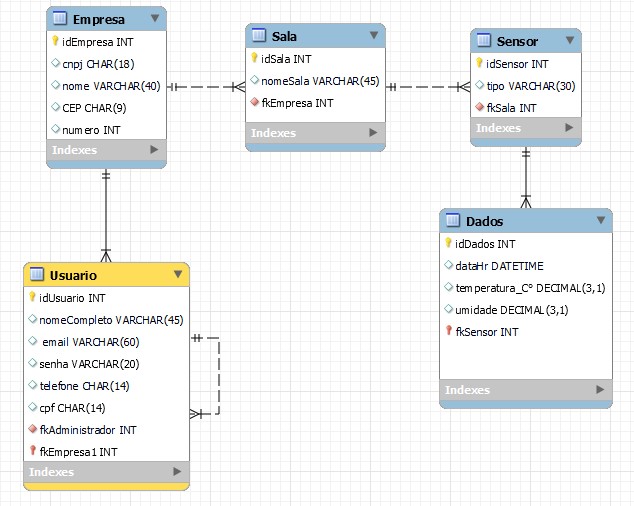 Empresa
idEmpresa INT
cnpj CHAR(18)
nome VARCHAR(40)
CEP CHAR(9)
numero INT
Indexes
Sala
idSala INT
nomeSala VARCHAR(45)
fkEmpresa INT
Indexes
Sensor
idSensor INT
tipo VARCHAR(30)
fkSala INT
Indexes
Usuario
idUsuario INT
nomeCompleto VARCHAR(45)
email VARCHAR(60)
senha VARCHAR(20)
telefone CHAR(14)
cpf CHAR(14)
fkAdministrador INT
fkEmpresa1 INT
Indexes
Dados
idDados INT
dataHr DATETIME
temperatura_C° DECIMAL(3,1)
umidade DECIMAL(3,1)
fkSensor INT
Indexes